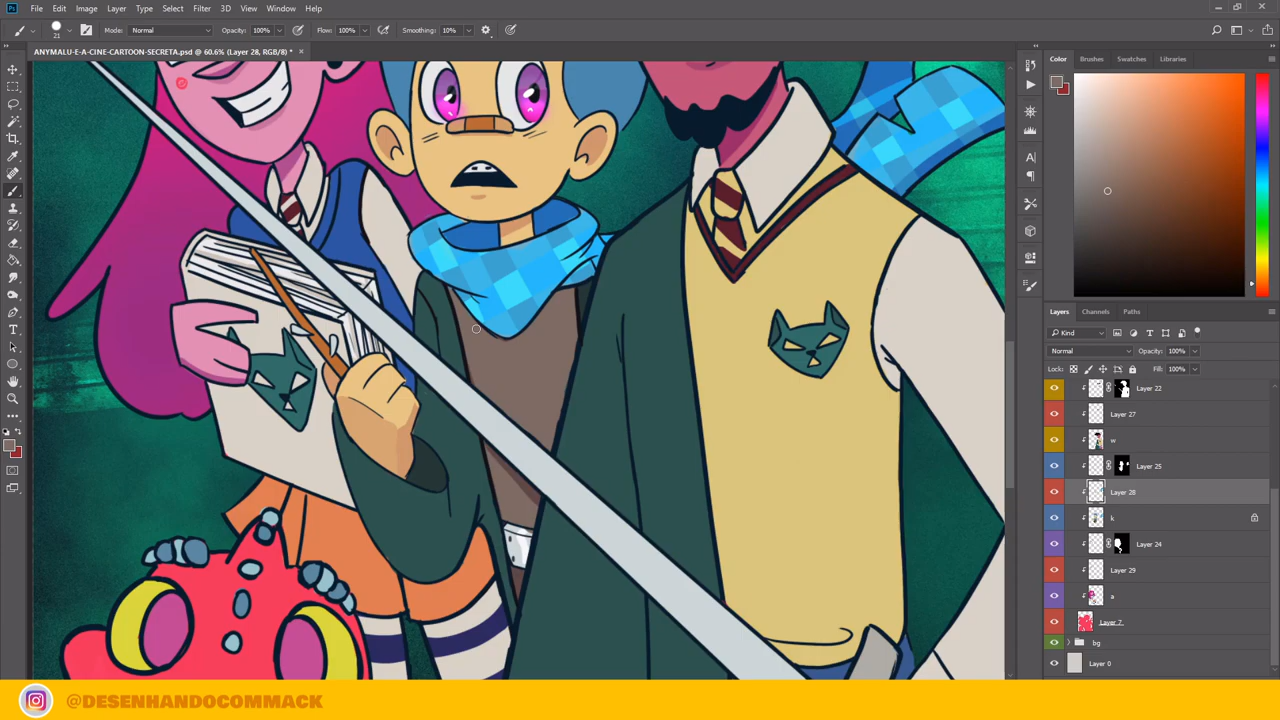 Ps File Edit Image Layer Type Select Filter 3D View Window Help
21 Mode: Normal Opacity: 100% Flow: 100% Smoothing: 10%
ANYMALU-E-A-CINE-CARTOON-SECRETA.psd @ 60.6% (Layer 28, RGB/8) *
Color Brushes Swatches Libraries
Layers Channels Paths
Kind
Normal Opacity: 100%
Lock: Fill: 100%
Layer 22
Layer 27
w
Layer 25
Layer 28
k
Layer 24
Layer 29
a
Layer 7
bg
Layer 0
@DESENHANDOCOMMACK